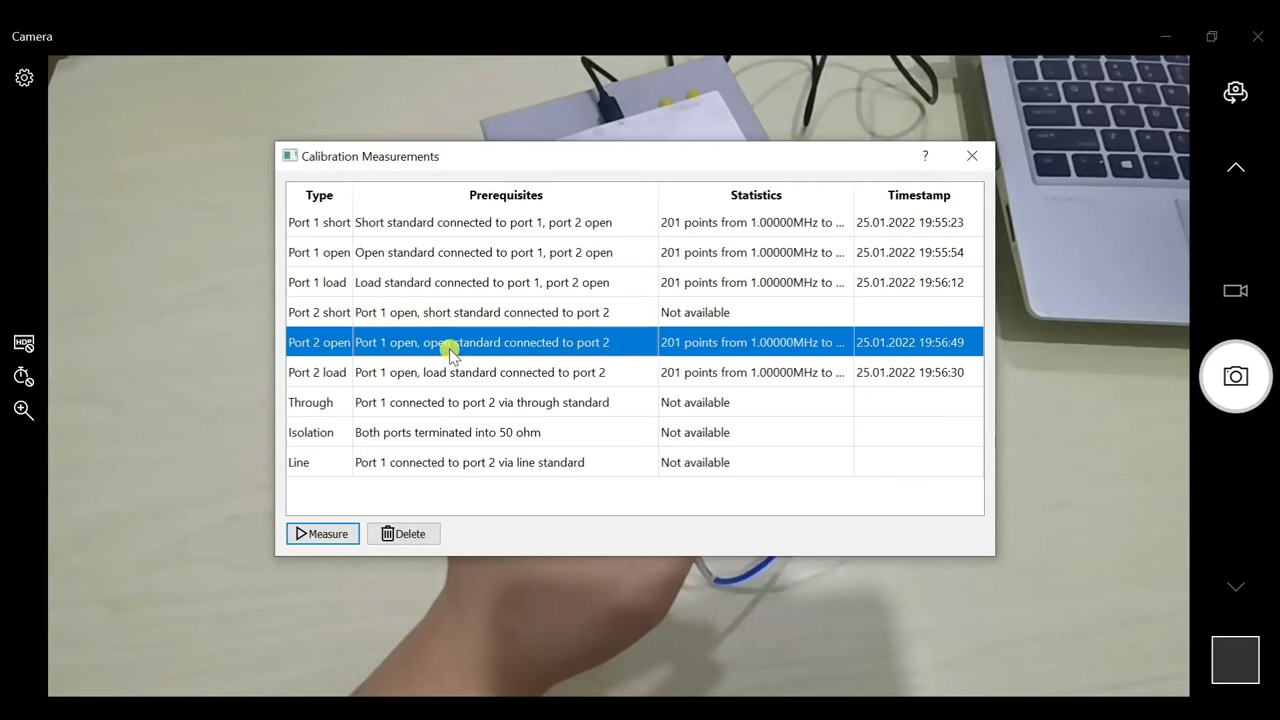 Camera
Calibration Measurements
?
Type Prerequisites Statistics Timestamp
Port 1 short Short standard connected to port 1, port 2 open 201 points from 1.00000MHz to ... 25.01.2022 19:55:23
Port 1 open Open standard connected to port 1, port 2 open 201 points from 1.00000MHz to ... 25.01.2022 19:55:54
Port 1 load Load standard connected to port 1, port 2 open 201 points from 1.00000MHz to ... 25.01.2022 19:56:12
Port 2 short Port 1 open, short standard connected to port 2 Not available
Port 2 open Port 1 open, open standard connected to port 2 201 points from 1.00000MHz to ... 25.01.2022 19:56:49
Port 2 load Port 1 open, load standard connected to port 2 201 points from 1.00000MHz to ... 25.01.2022 19:56:30
Through Port 1 connected to port 2 via through standard Not available
Isolation Both ports terminated into 50 ohm Not available
Line Port 1 connected to port 2 via line standard Not available
Measure Delete